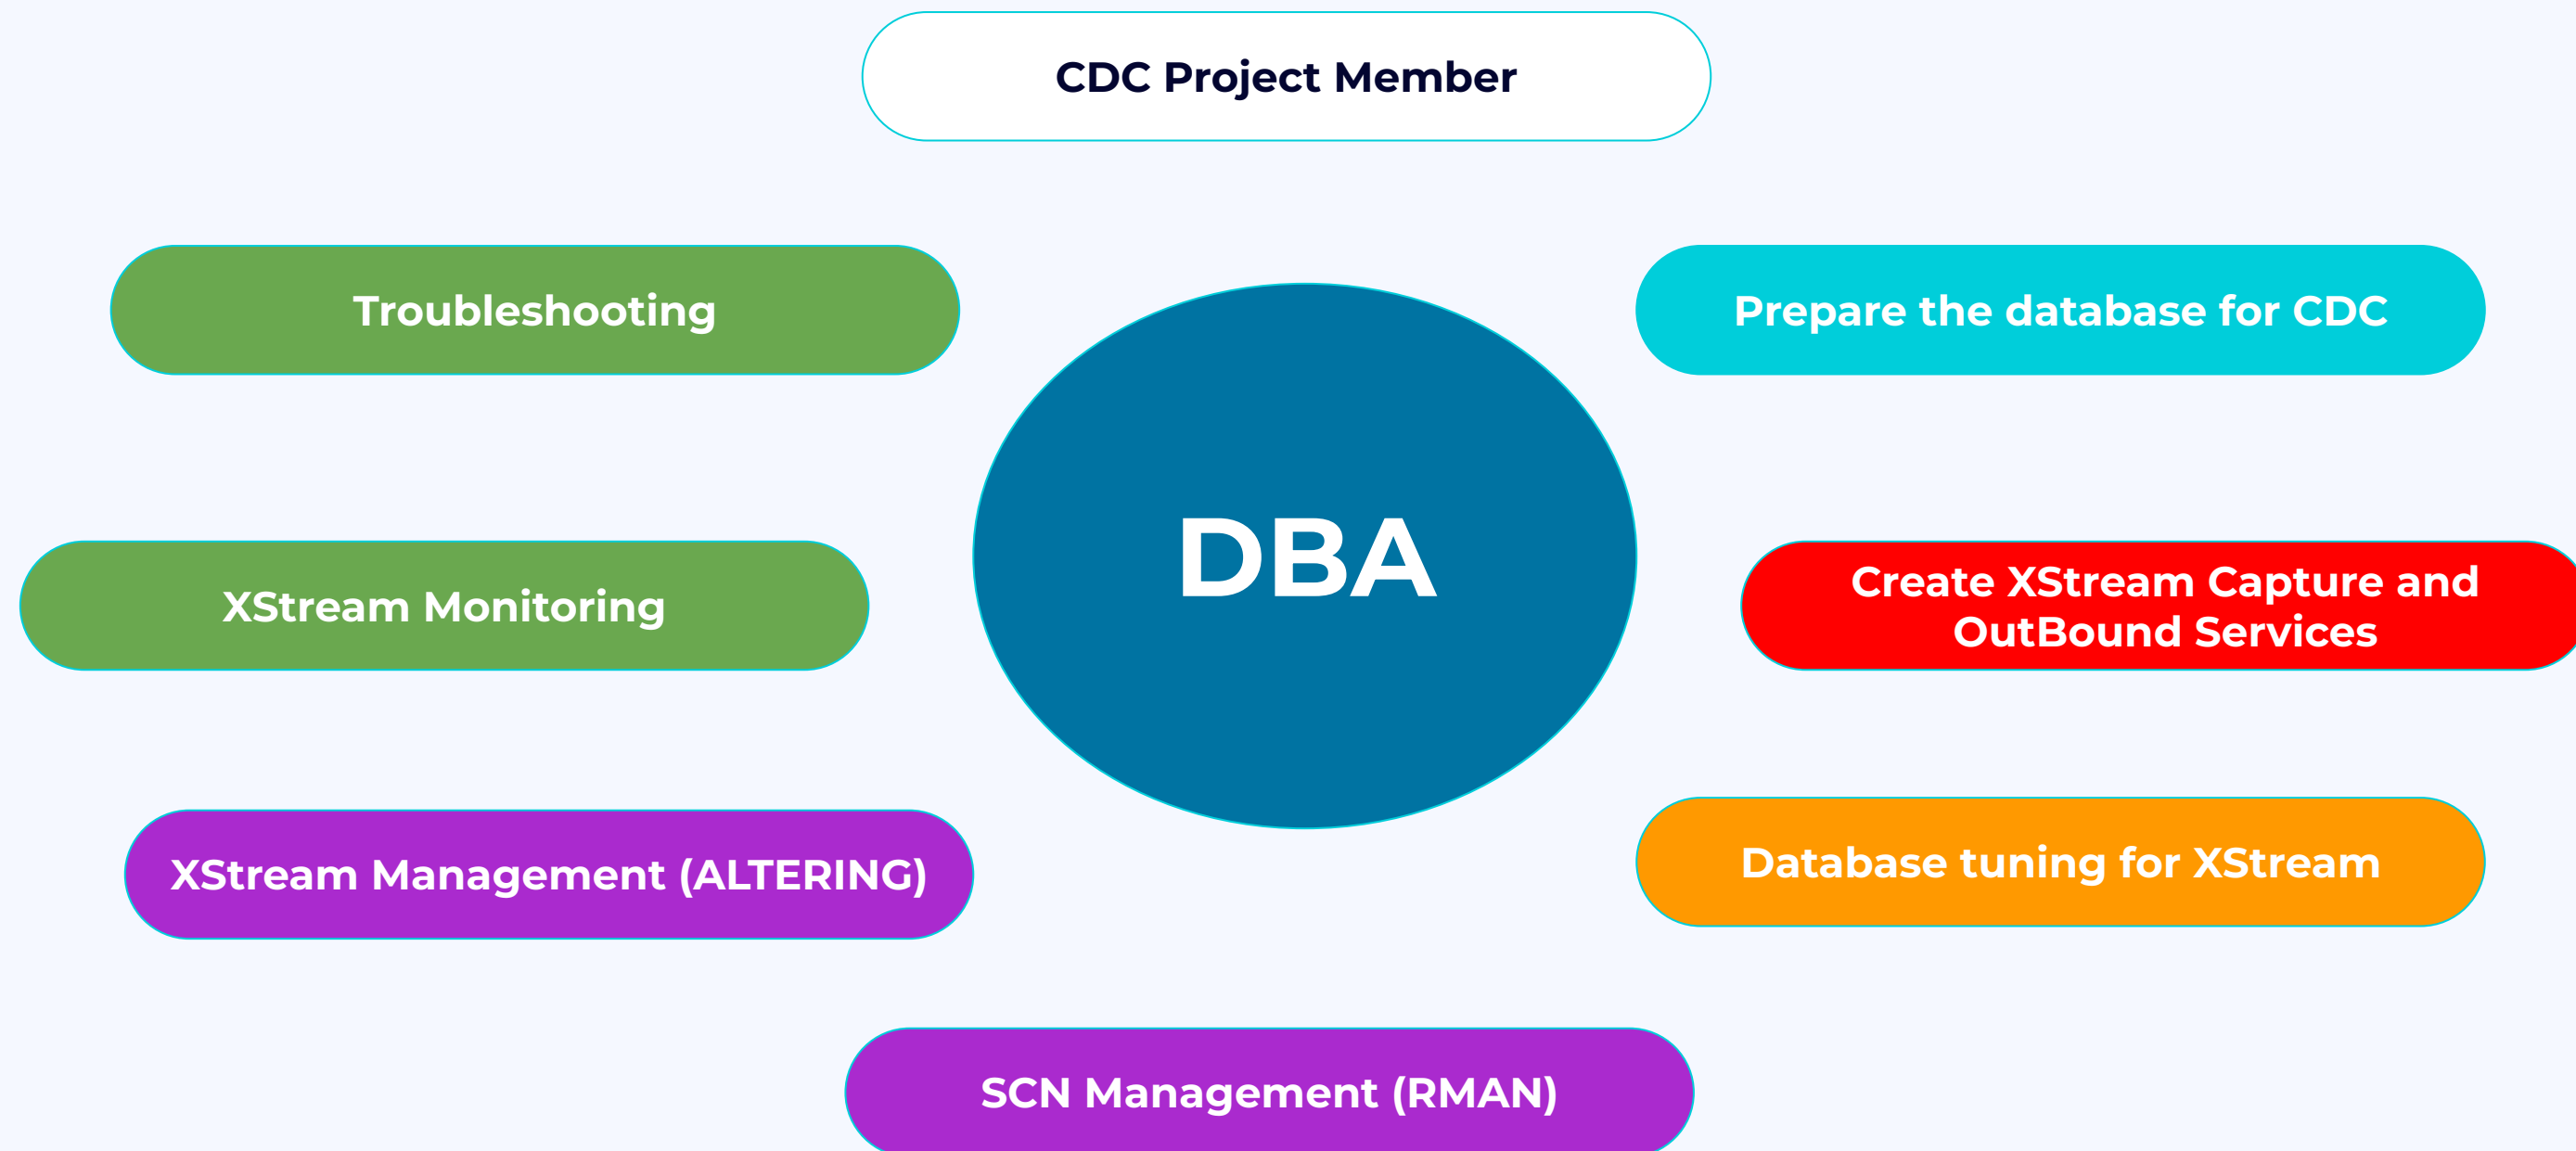 CDC Project Member
Troubleshooting
Prepare the database for CDC
DBA
XStream Monitoring
Create XStream Capture and
OutBound Services
XStream Management (ALTERING)
Database tuning for XStream
SCN Management (RMAN)